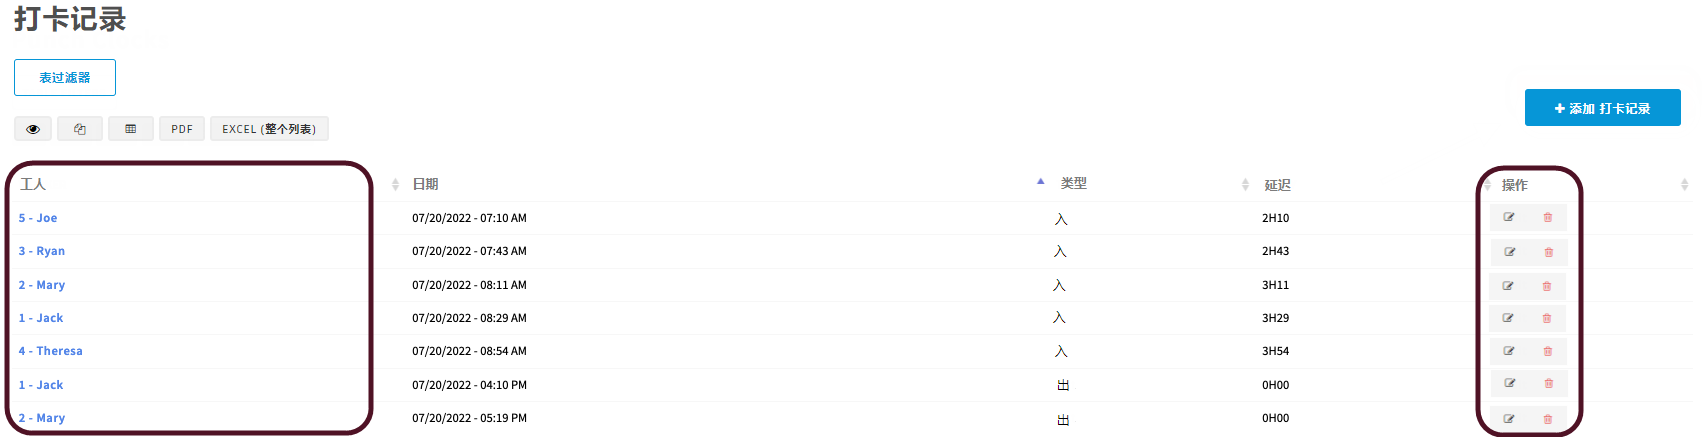 打卡记录
表过滤器
+ 添加 打卡记录
PDF EXCEL (整个列表)
工人 日期 类型 延迟 操作
5 - Joe 07/20/2022 - 07:10 AM 入 2H10
3 - Ryan 07/20/2022 - 07:43 AM 入 2H43
2 - Mary 07/20/2022 - 08:11 AM 入 3H11
1 - Jack 07/20/2022 - 08:29 AM 入 3H29
4 - Theresa 07/20/2022 - 08:54 AM 入 3H54
1 - Jack 07/20/2022 - 04:10 PM 出 0H00
2 - Mary 07/20/2022 - 05:19 PM 出 0H00